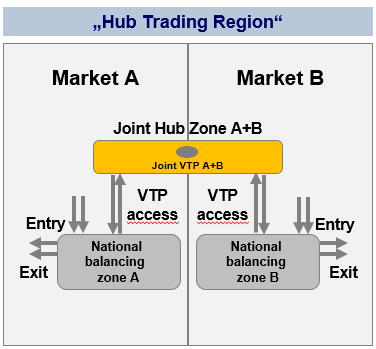 „Hub Trading Region“
Market A
Market B
Joint Hub Zone A+B
Joint VTP A+B
VTP
access
VTP
access
Entry
Exit
National
balancing
zone A
National
balancing
zone B
Entry
Exit